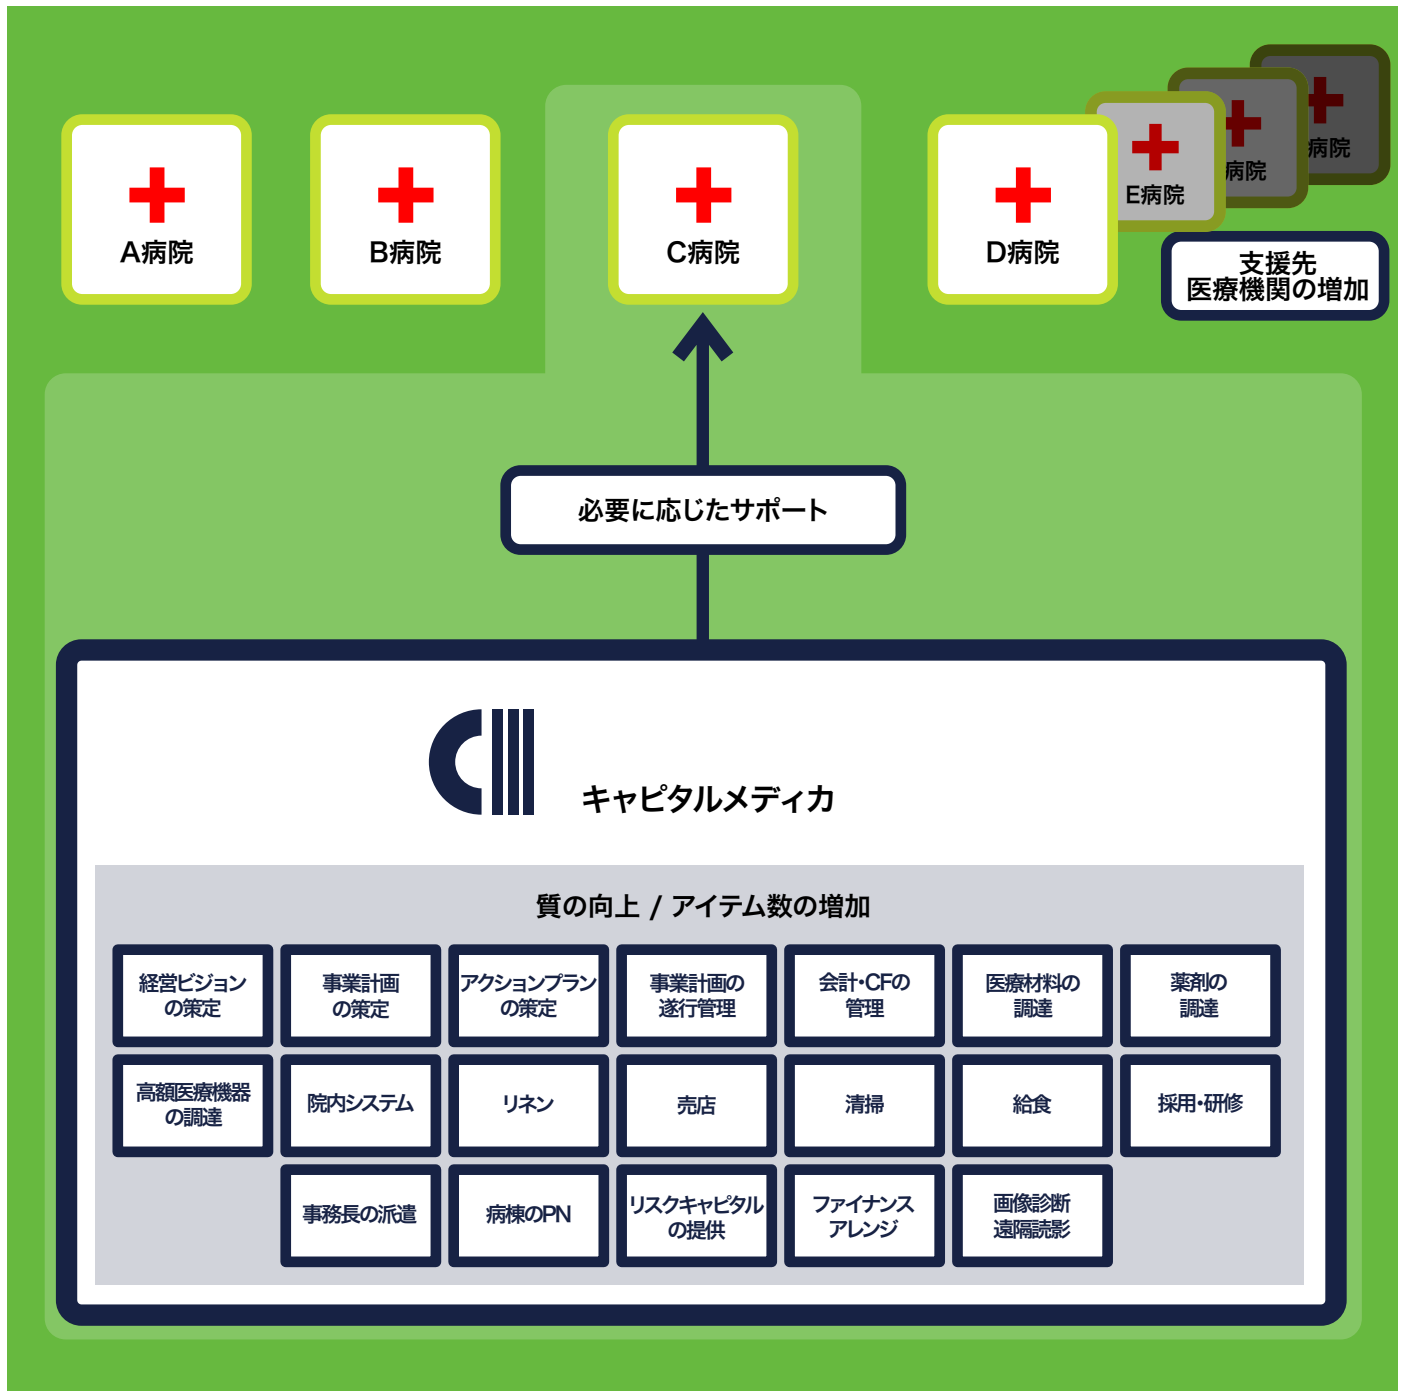 A病院
B病院
C病院
D病院
E病院
病院
病院
支援先
医療機関の増加
必要に応じたサポート
キャピタルメディカ
質の向上 / アイテム数の増加
経営ビジョン
の策定
事業計画
の策定
アクションプラン
の策定
事業計画の
遂行管理
会計・CFの
管理
医療材料の
調達
薬剤の
調達
高額医療機器
の調達
院内システム
リネン
売店
清掃
給食
採用・研修
事務長の派遣
病棟のPN
リスクキャピタル
の提供
ファイナンス
アレンジ
画像診断
遠隔読影